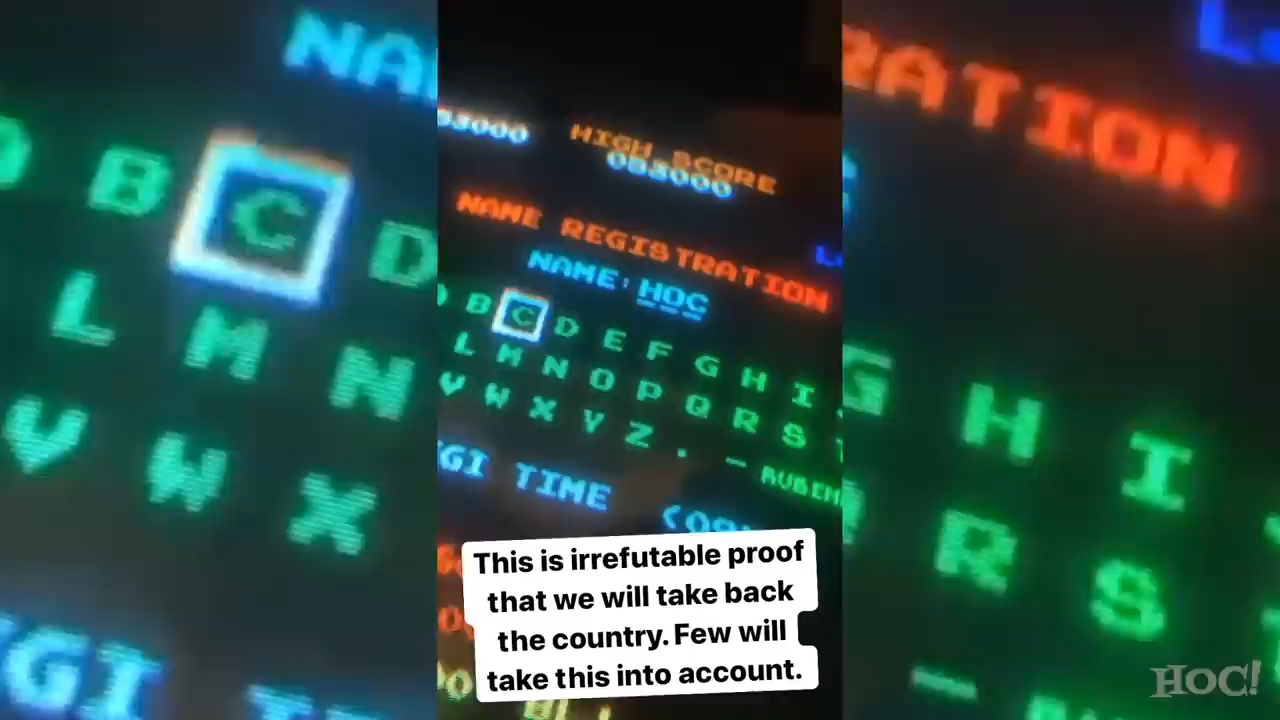 NAME REGISTRATION
HIGH SCORE
083000
NAME: HOC
B C D E F G H I
L M N O P Q R S
V W X Y Z . -
GI TIME
This is irrefutable proof
that we will take back
the country. Few will
take this into account.
HOC!